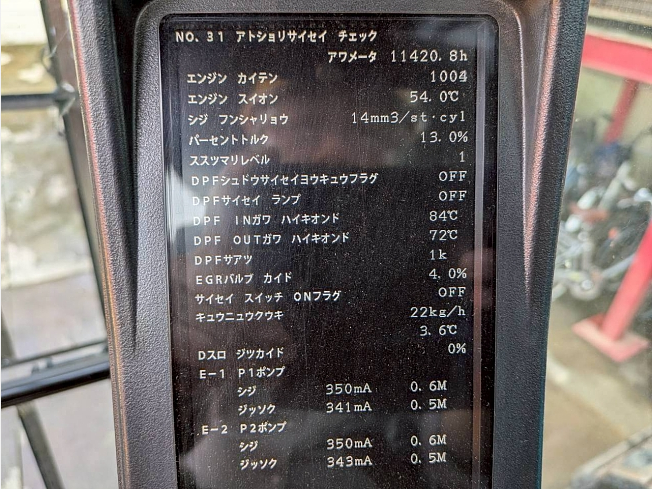 NO. 31 アトショリサイセイ チェック
アワメータ 11420.8h
エンジン カイテン 1004
エンジン スイオン 54.0℃
シジ フンシャリョウ 14mm3/st·cyl
パーセントトルク 13.0%
ススツマリレベル 1
DPFシュドウサイセイヨウキュウフラグ OFF
DPFサイセイ ランプ OFF
DPF INガワ ハイキオンド 84℃
DPF OUTガワ ハイキオンド 72℃
DPFサアツ 1k
EGRバルブ カイド 4.0%
サイセイ スイッチ ONフラグ OFF
キュウニュウクウキ 22kg/h
3.6℃
Dスロ ジツカイド 0%
E-1 P1ポンプ
シジ 350mA 0.6M
ジッソク 341mA 0.5M
E-2 P2ポンプ
シジ 350mA 0.6M
ジッソク 343mA 0.5M